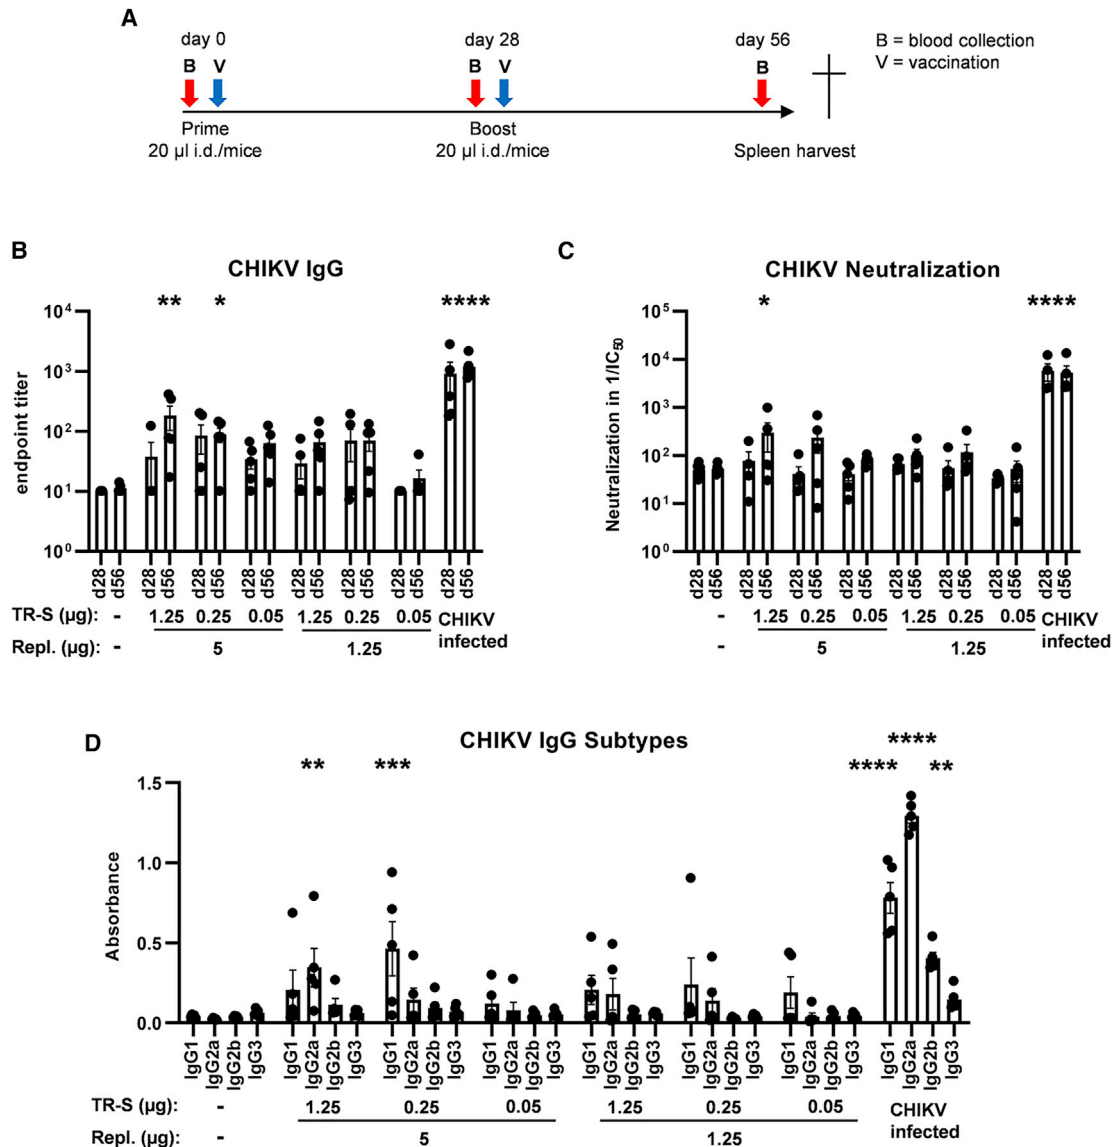 A
day 0
day 28
day 56
B = blood collection
V = vaccination
B V
B V
B
Prime
20 µl i.d./mice
Boost
20 µl i.d./mice
Spleen harvest
B
CHIKV IgG
** * ****
endpoint titer
10⁴
10³
10²
10¹
10⁰
d28 d56 d28 d56 d28 d56 d28 d56 d28 d56 d28 d56 d28 d56 d28 d56
TR-S (µg): - 1.25 0.25 0.05 1.25 0.25 0.05 CHIKV
infected
Repl. (µg): - 5 1.25
C
CHIKV Neutralization
* ****
Neutralization in 1/IC₅₀
10⁵
10⁴
10³
10²
10¹
10⁰
d28 d56 d28 d56 d28 d56 d28 d56 d28 d56 d28 d56 d28 d56 d28 d56
- 1.25 0.25 0.05 1.25 0.25 0.05 CHIKV
infected
- 5 1.25
D
CHIKV IgG Subtypes
** *** **** **** **
Absorbance
1.5
1.0
0.5
0.0
IgG1 IgG2a IgG2b IgG3 IgG1 IgG2a IgG2b IgG3 IgG1 IgG2a IgG2b IgG3 IgG1 IgG2a IgG2b IgG3 IgG1 IgG2a IgG2b IgG3 IgG1 IgG2a IgG2b IgG3 IgG1 IgG2a IgG2b IgG3 IgG1 IgG2a IgG2b IgG3
TR-S (µg): - 1.25 0.25 0.05 1.25 0.25 0.05 CHIKV
infected
Repl. (µg): - 5 1.25